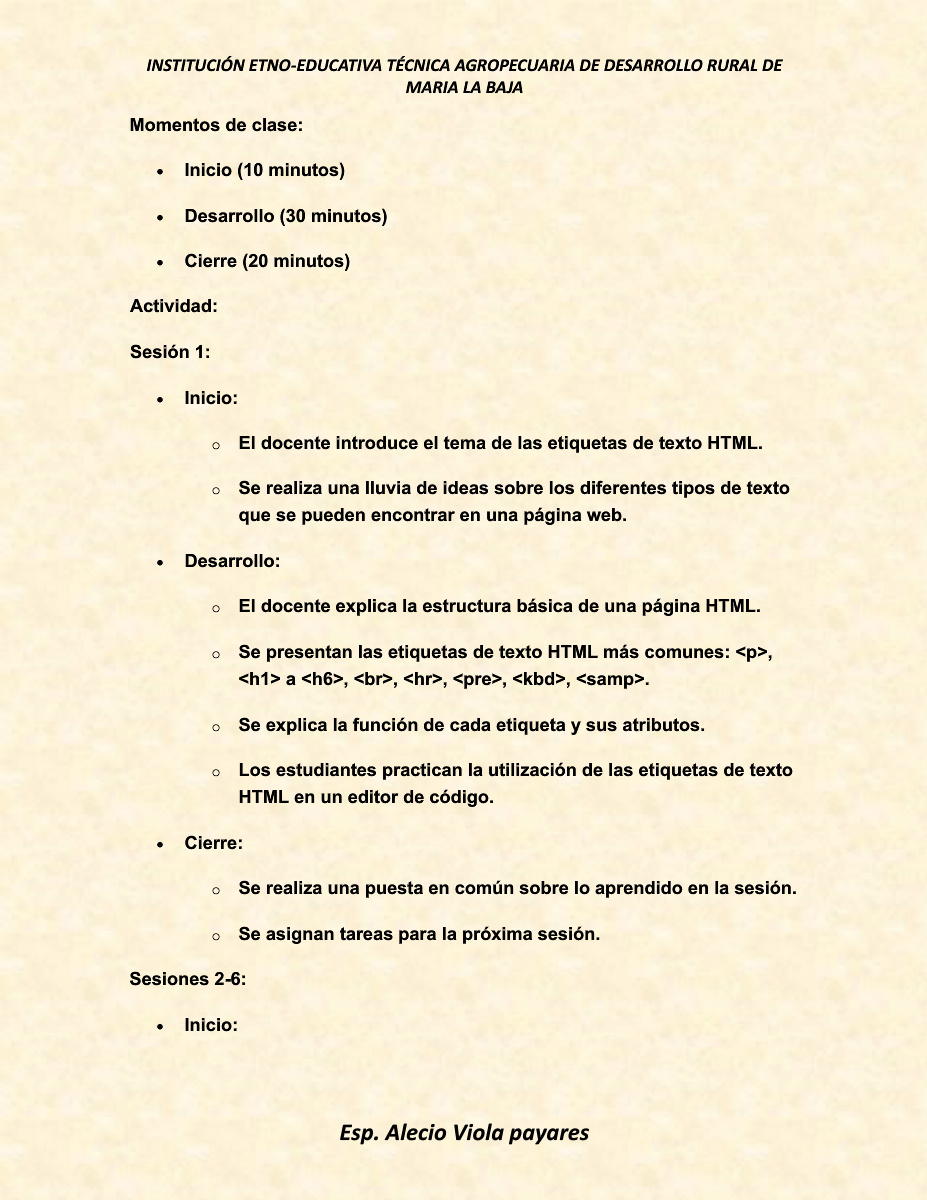 INSTITUCIÓN ETNO-EDUCATIVA TÉCNICA AGROPECUARIA DE DESARROLLO RURAL DE
MARIA LA BAJA
Momentos de clase:
• Inicio (10 minutos)
• Desarrollo (30 minutos)
• Cierre (20 minutos)
Actividad:
Sesión 1:
• Inicio:
o El docente introduce el tema de las etiquetas de texto HTML.
o Se realiza una lluvia de ideas sobre los diferentes tipos de texto
que se pueden encontrar en una página web.
• Desarrollo:
o El docente explica la estructura básica de una página HTML.
o Se presentan las etiquetas de texto HTML más comunes: <p>,
<h1> a <h6>, <br>, <hr>, <pre>, <kbd>, <samp>.
o Se explica la función de cada etiqueta y sus atributos.
o Los estudiantes practican la utilización de las etiquetas de texto
HTML en un editor de código.
• Cierre:
o Se realiza una puesta en común sobre lo aprendido en la sesión.
o Se asignan tareas para la próxima sesión.
Sesiones 2-6:
• Inicio:
Esp. Alecio Viola payares